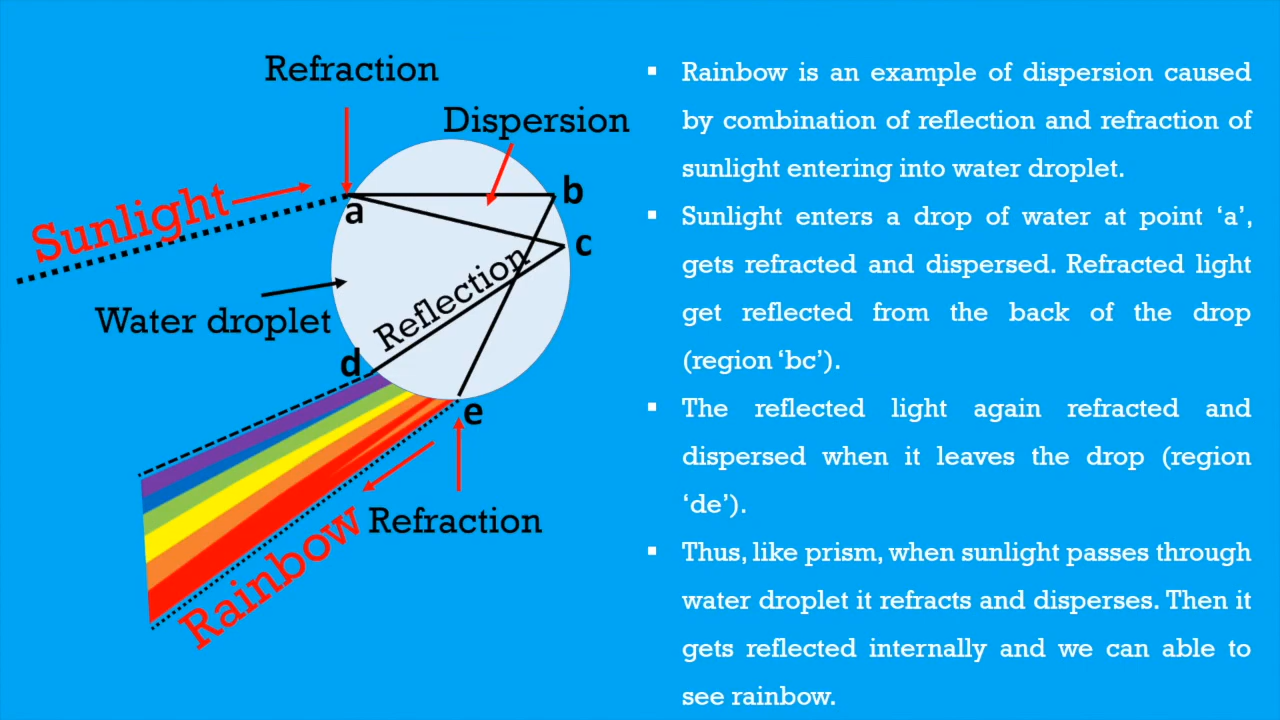 Refraction
Dispersion
Sunlight
a
b
c
Reflection
Water droplet
d
e
Refraction
Rainbow
▪ Rainbow is an example of dispersion caused
by combination of reflection and refraction of
sunlight entering into water droplet.
▪ Sunlight enters a drop of water at point ‘a’,
gets refracted and dispersed. Refracted light
get reflected from the back of the drop
(region ‘bc’).
▪ The reflected light again refracted and
dispersed when it leaves the drop (region
‘de’).
▪ Thus, like prism, when sunlight passes through
water droplet it refracts and disperses. Then it
gets reflected internally and we can able to
see rainbow.